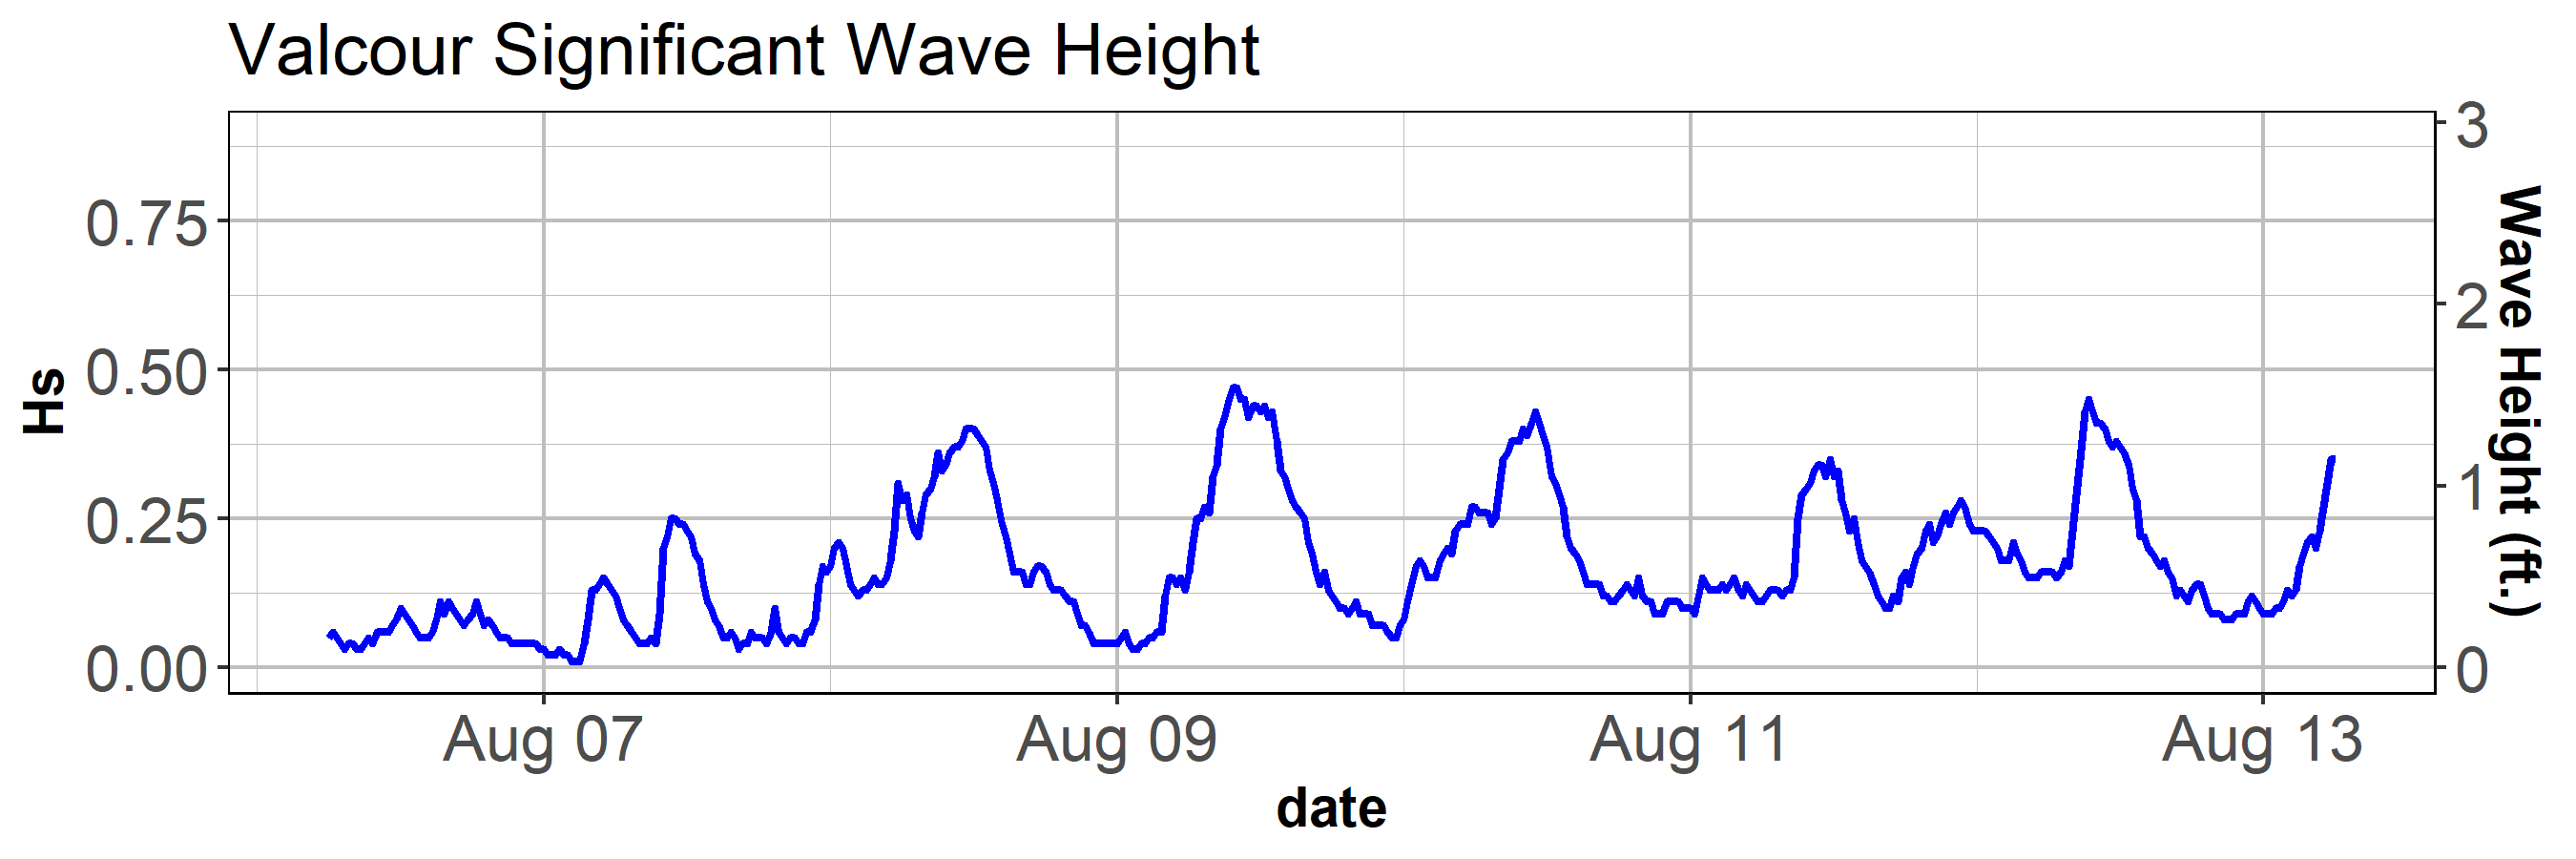 Valcour Significant Wave Height
Hs
0.75
0.50
0.25
0.00
3
2
1
0
Wave Height (ft.)
Aug 07
Aug 09
Aug 11
Aug 13
date